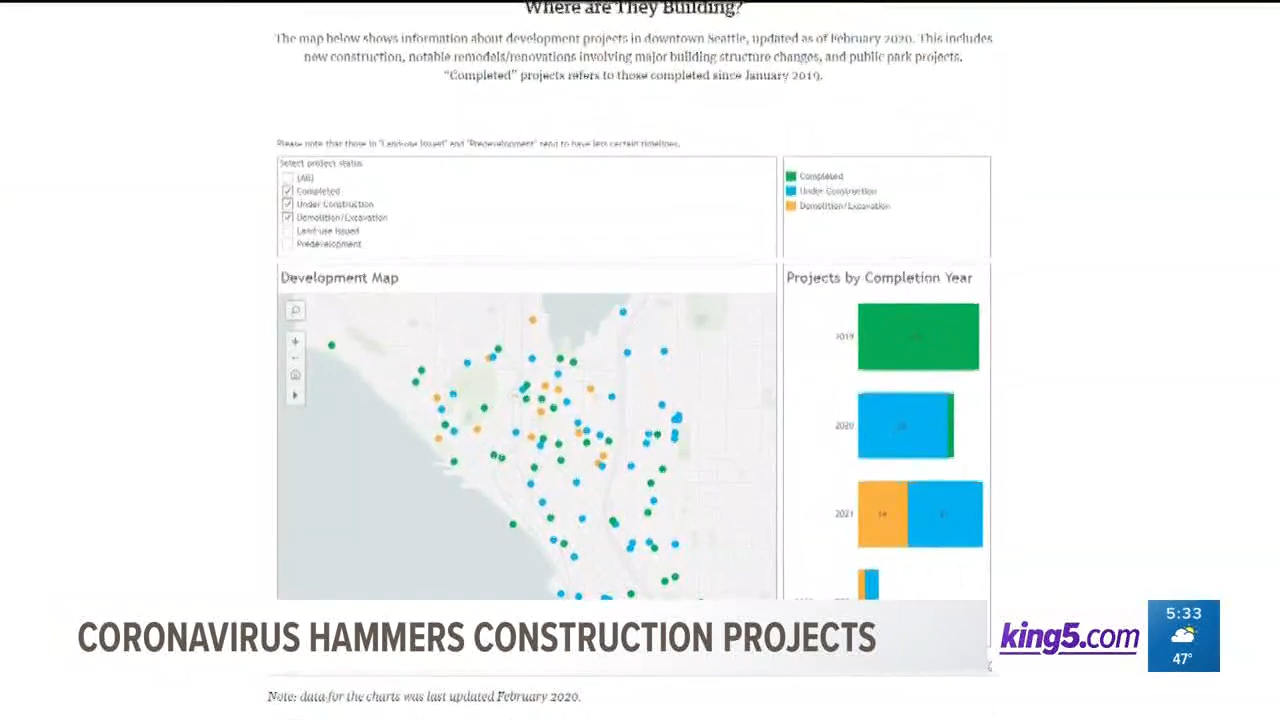 Where are They Building?
The map below shows information about development projects in downtown Seattle, updated as of February 2020. This includes
new construction, notable remodels/renovations involving major building structure changes, and public park projects.
"Completed" projects refers to those completed since January 2019.
Please note that those in "Land-use Issued" and "Predevelopment" tend to have less certain timelines.
Select project status
(All)
Completed
Under Construction
Demolition/Excavation
Land-use Issued
Predevelopment
Completed
Under Construction
Demolition/Excavation
Development Map
Projects by Completion Year
2019
2020
2021
14
CORONAVIRUS HAMMERS CONSTRUCTION PROJECTS
king5.com
5:33
47°
Note: data for the charts was last updated February 2020.